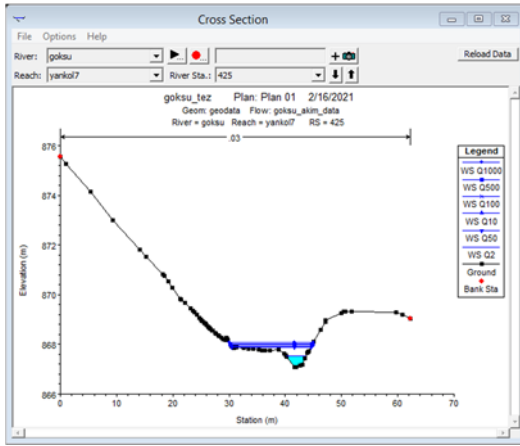 Cross Section
File Options Help
River: goksu
Reload Data
Reach: yankol7 River Sta.: 425
goksu_tez Plan: Plan 01 2/16/2021
Geom: geodata Flow: goksu_akim_data
River = goksu Reach = yankol7 RS = 425
.03
Legend
WS Q1000
WS Q500
WS Q100
WS Q10
WS Q50
WS Q2
Ground
Bank Sta
Elevation (m)
876
874
872
870
868
866
0 10 20 30 40 50 60 70
Station (m)